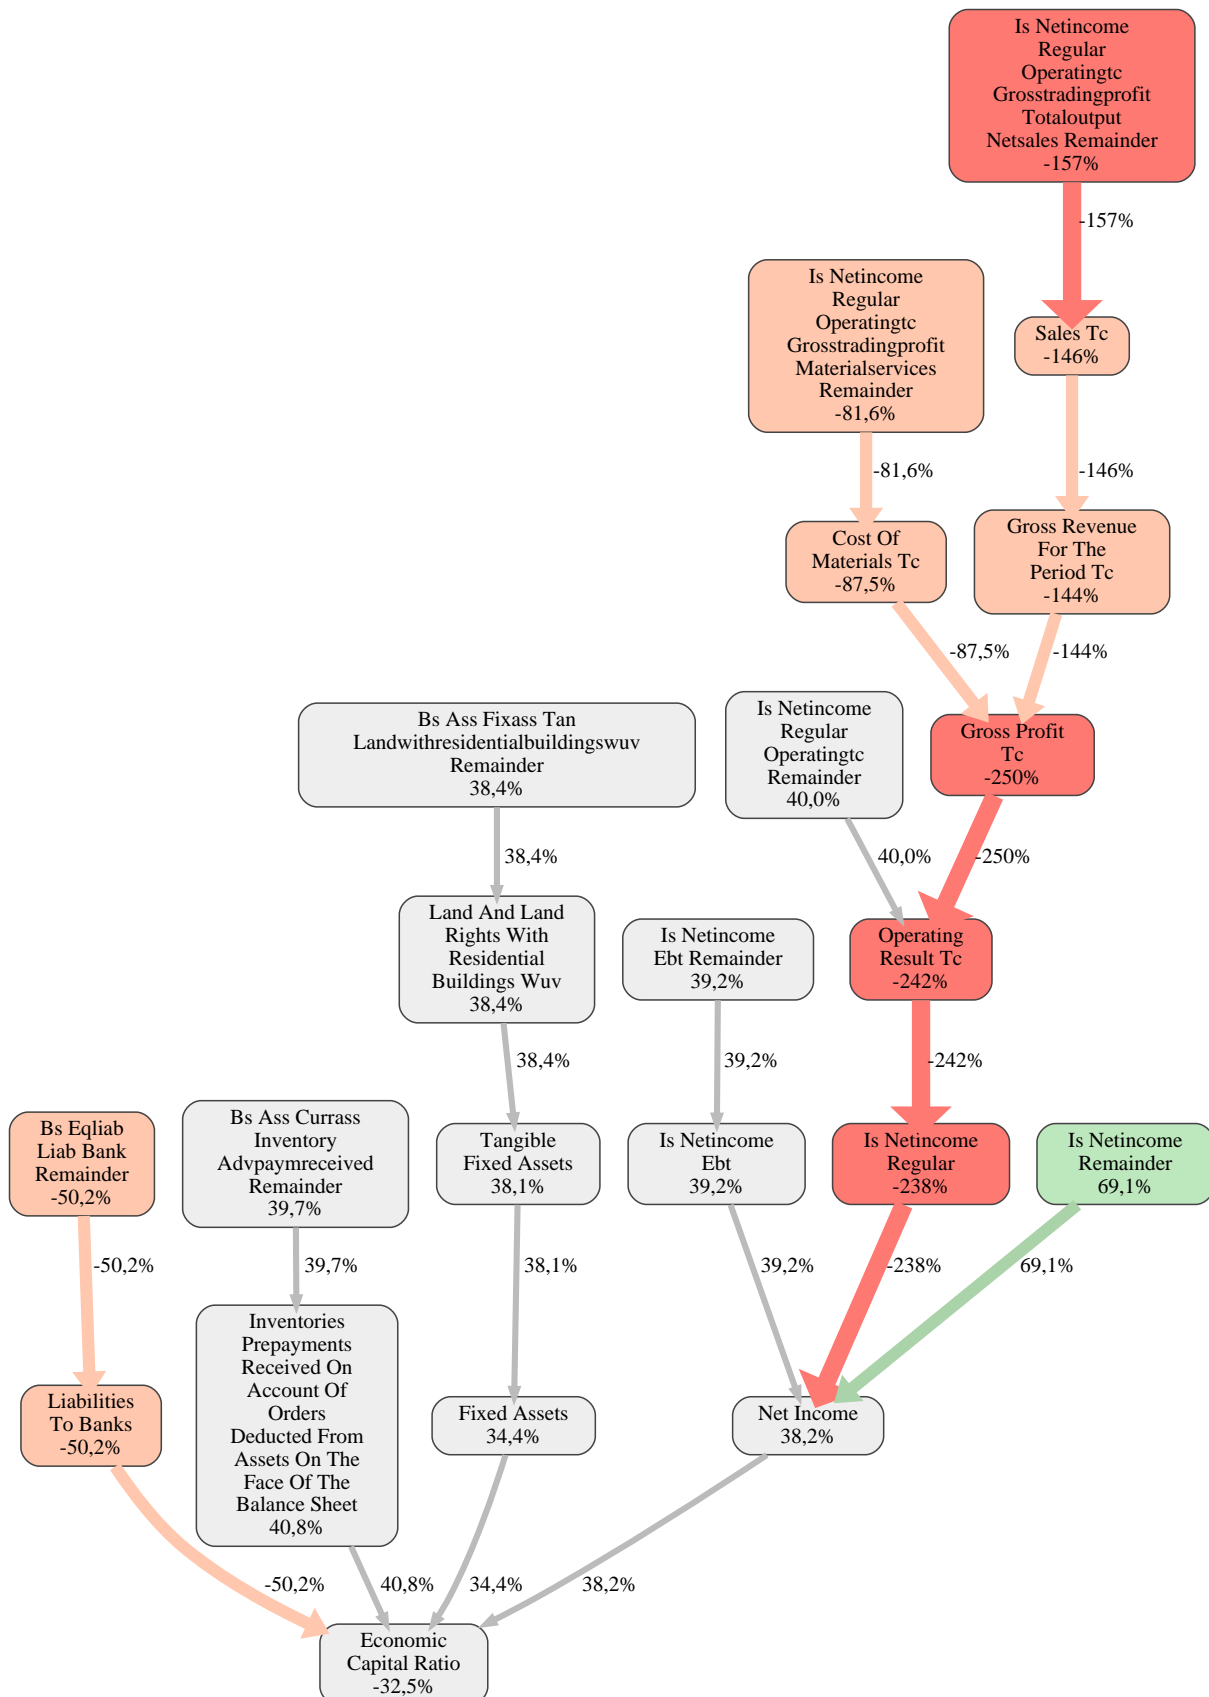 Is Netincome
Regular
Operatingtc
Grosstradingprofit
Totaloutput
Netsales Remainder
-157%
-157%
Is Netincome
Regular
Operatingtc
Grosstradingprofit
Materialservices
Remainder
-81,6%
Sales Tc
-146%
-81,6%
-146%
Cost Of
Materials Tc
-87,5%
Gross Revenue
For The
Period Tc
-144%
-87,5%
-144%
Bs Ass Fixass Tan
Landwithresidentialbuildingswuv
Remainder
38,4%
Is Netincome
Regular
Operatingtc
Remainder
40,0%
Gross Profit
Tc
-250%
38,4%
40,0%
-250%
Land And Land
Rights With
Residential
Buildings Wuv
38,4%
Is Netincome
Ebt Remainder
39,2%
Operating
Result Tc
-242%
38,4%
39,2%
-242%
Bs Eqliab
Liab Bank
Remainder
-50,2%
Bs Ass Currass
Inventory
Advpaymreceived
Remainder
39,7%
Tangible
Fixed Assets
38,1%
Is Netincome
Ebt
39,2%
Is Netincome
Regular
-238%
Is Netincome
Remainder
69,1%
-50,2%
39,7%
38,1%
39,2%
-238%
69,1%
Liabilities
To Banks
-50,2%
Inventories
Prepayments
Received On
Account Of
Orders
Deducted From
Assets On The
Face Of The
Balance Sheet
40,8%
Fixed Assets
34,4%
Net Income
38,2%
-50,2%
40,8%
34,4%
38,2%
Economic
Capital Ratio
-32,5%